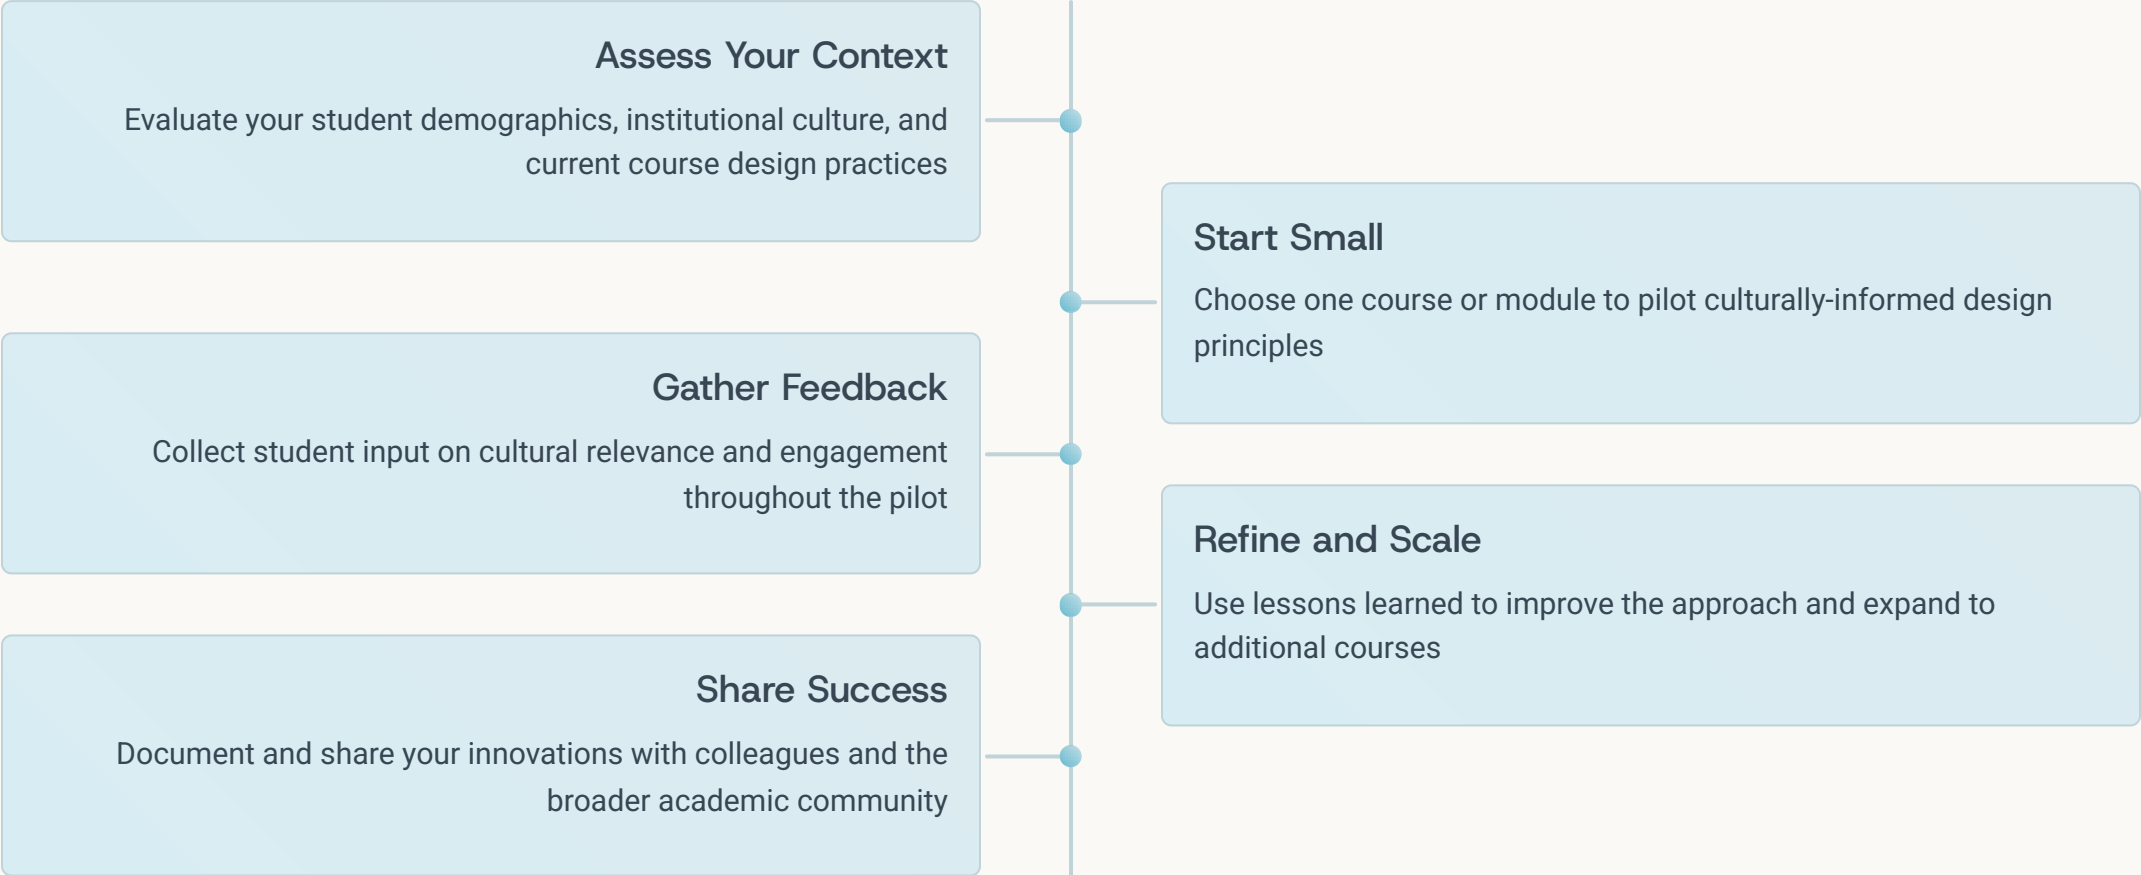 Assess Your Context
Evaluate your student demographics, institutional culture, and
current course design practices
Start Small
Choose one course or module to pilot culturally-informed design
principles
Gather Feedback
Collect student input on cultural relevance and engagement
throughout the pilot
Refine and Scale
Use lessons learned to improve the approach and expand to
additional courses
Share Success
Document and share your innovations with colleagues and the
broader academic community